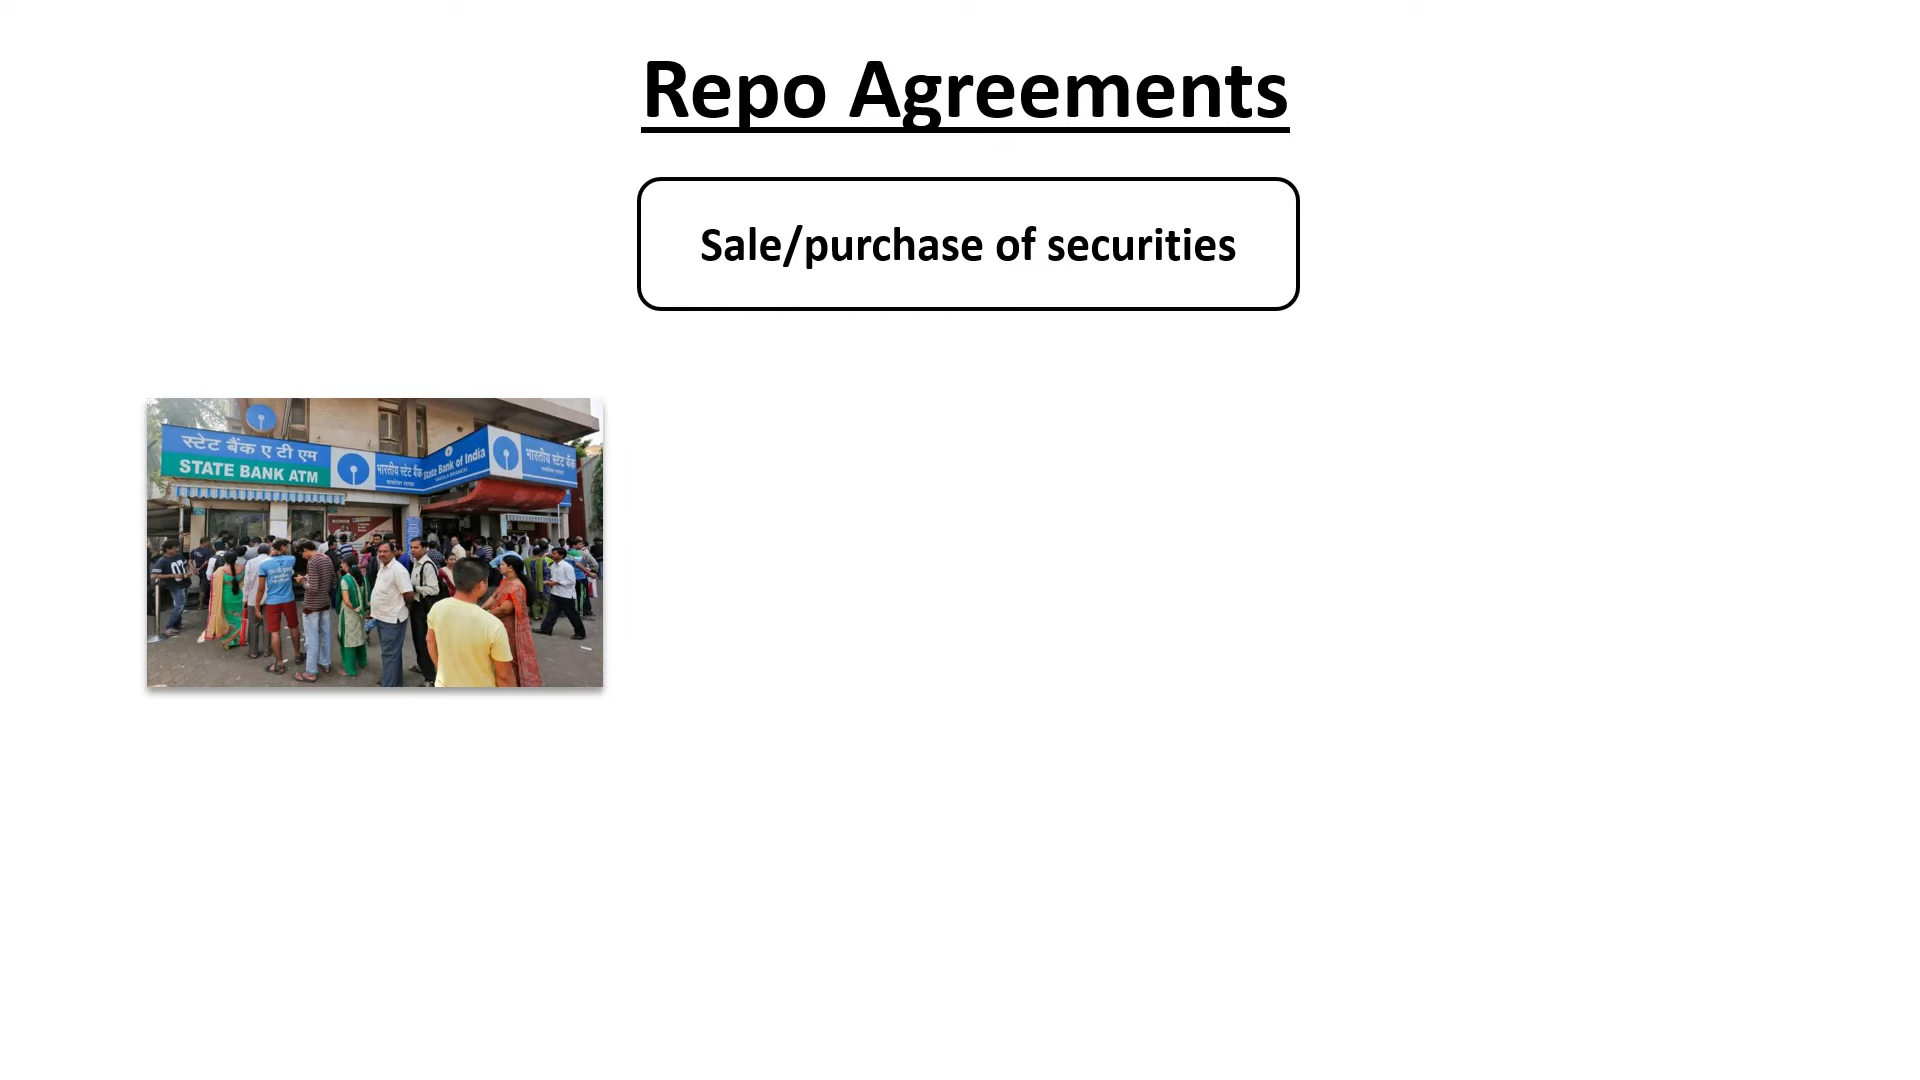 Repo Agreements
Sale/purchase of securities
स्टेट बैंक ए टी एम
STATE BANK ATM
भारतीय स्टेट बैंक
State Bank of India
भारतीय स्टेट बैंक